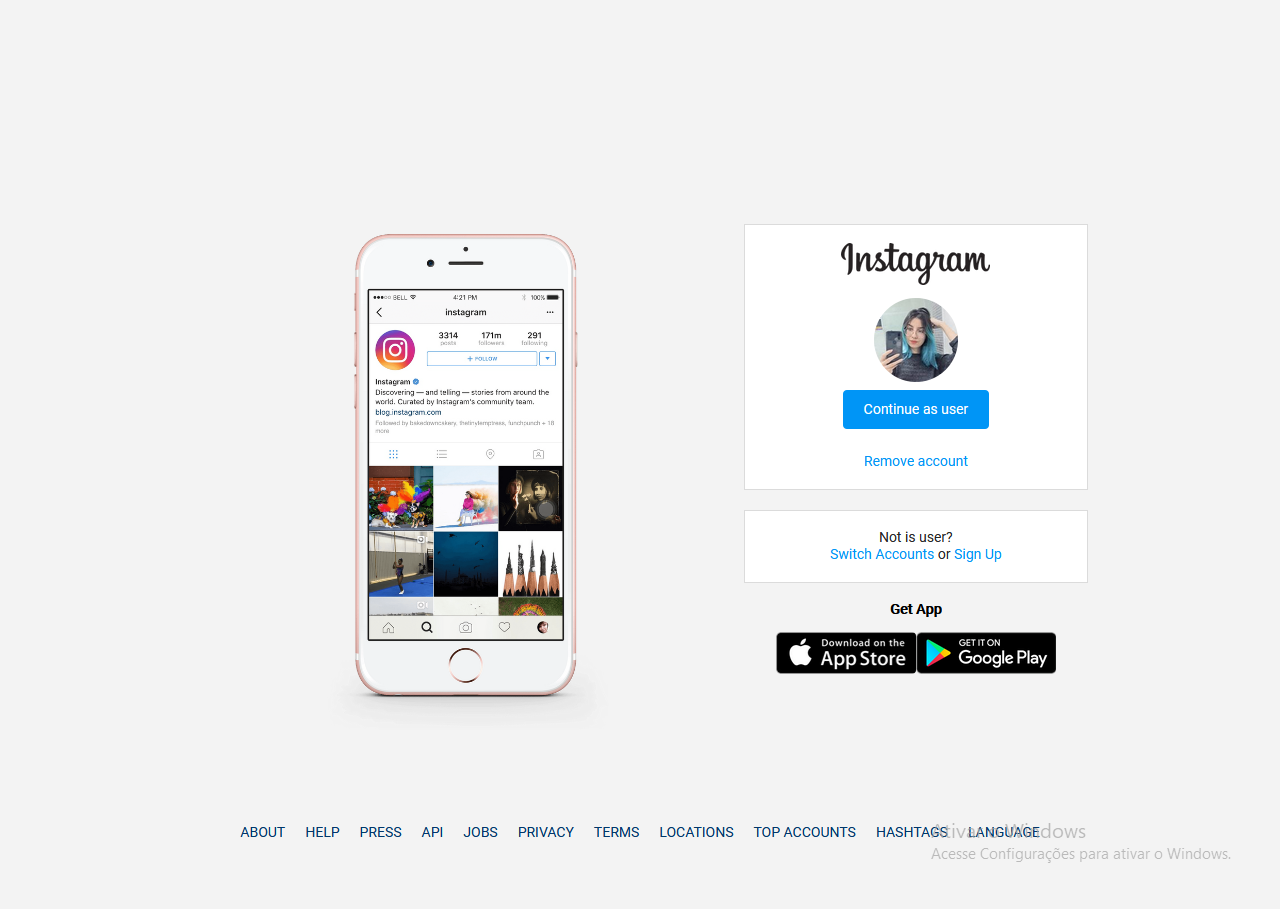 ●●●○○ BELL 4:21 PM 100%
instagram
3314 171m 291
posts followers following
+ FOLLOW
Instagram
Discovering — and telling — stories from around the
world. Curated by Instagram's community team.
blog.instagram.com
Followed by bakedowncakery, thetinytemptress, funchpunch + 18
more
Instagram
Continue as user
Remove account
Not is user?
Switch Accounts or Sign Up
Get App
Download on the
App Store
GET IT ON
Google Play
ABOUT HELP PRESS API JOBS PRIVACY TERMS LOCATIONS TOP ACCOUNTS HASHTAGS LANGUAGE
Ativar o Windows
Acesse Configurações para ativar o Windows.